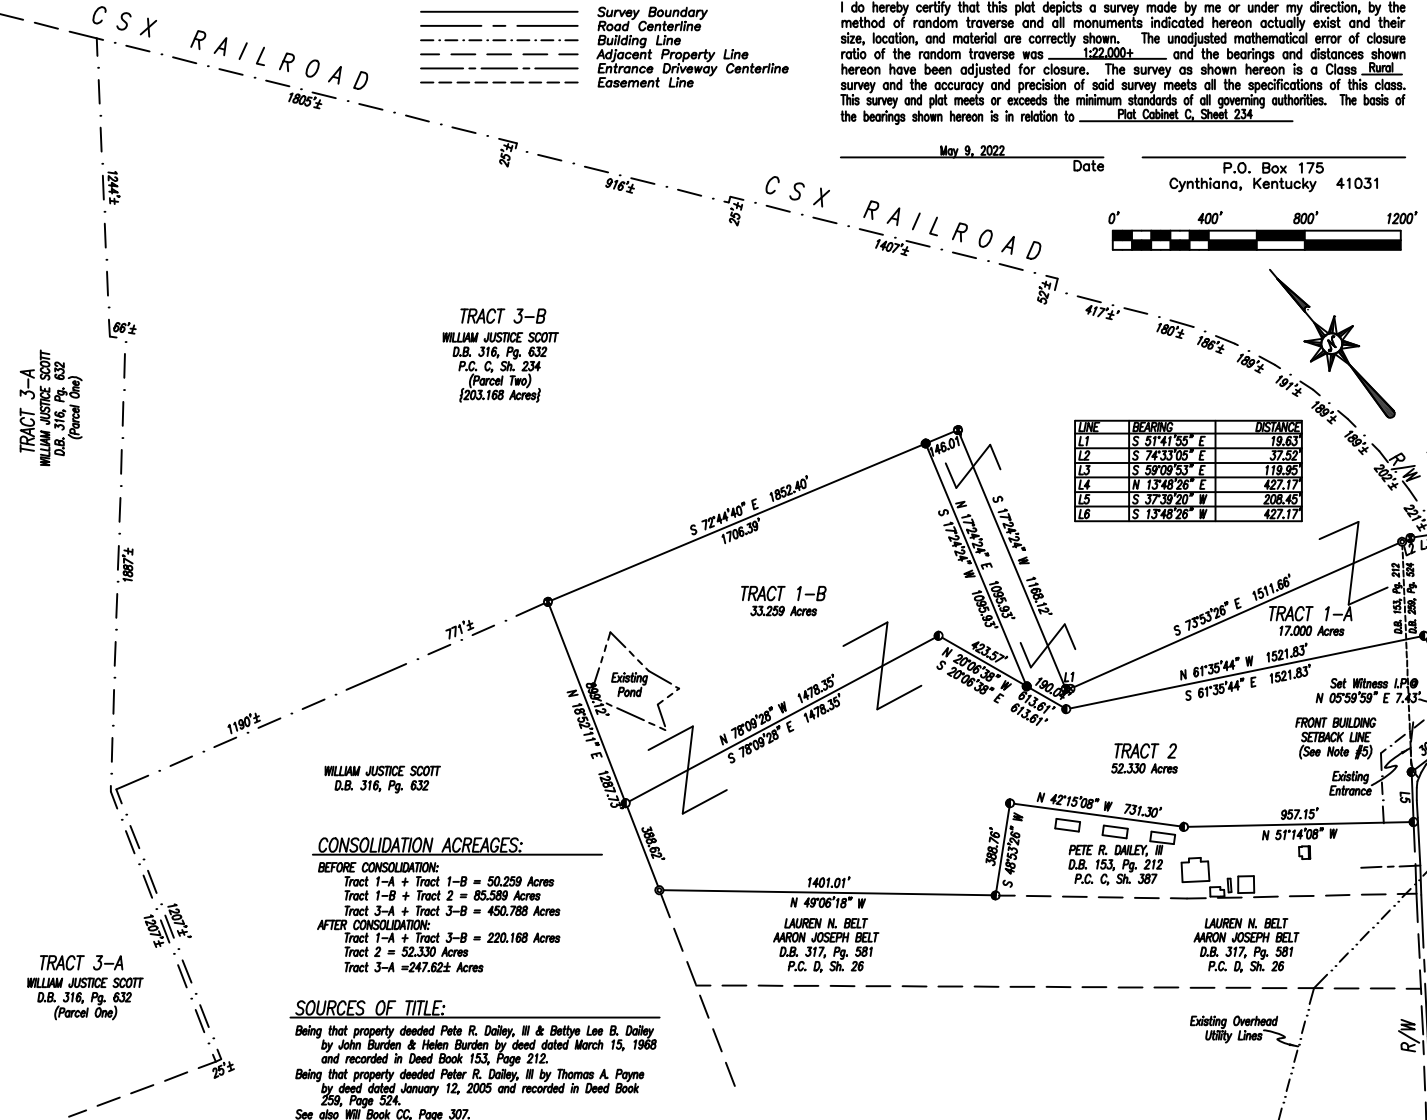 CSX RAILROAD
1805'±
Survey Boundary
Road Centerline
Building Line
Adjacent Property Line
Entrance Driveway Centerline
Easement Line
I do hereby certify that this plat depicts a survey made by me or under my direction, by the
method of random traverse and all monuments indicated hereon actually exist and their
size, location, and material are correctly shown. The unadjusted mathematical error of closure
ratio of the random traverse was 1:22,000+ and the bearings and distances shown
hereon have been adjusted for closure. The survey as shown hereon is a Class Rural
survey and the accuracy and precision of said survey meets all the specifications of this class.
This survey and plat meets or exceeds the minimum standards of all governing authorities. The basis of
the bearings shown hereon is in relation to Plat Cabinet C, Sheet 234
May 9, 2022
Date
P.O. Box 175
Cynthiana, Kentucky 41031
0' 400' 800' 1200'
N
25'±
916'±
25'±
CSX RAILROAD
1407'±
52'±
417'±'
180'±
186'±
189'±
191'±
189'±
189'±
202'±
221'±
R/W
1244'±
66'±
1887'±
TRACT 3-A
WILLIAM JUSTICE SCOTT
D.B. 316, Pg. 632
(Parcel One)
TRACT 3-B
WILLIAM JUSTICE SCOTT
D.B. 316, Pg. 632
P.C. C, Sh. 234
(Parcel Two)
{203.168 Acres}
LINE BEARING DISTANCE
L1 S 51°41'55" E 19.63'
L2 S 74°33'05" E 37.52'
L3 S 59°09'53" E 119.95'
L4 N 13°48'26" E 427.17'
L5 S 37°39'20" W 208.45'
L6 S 13°48'26" W 427.17'
146.01
S 72°44'40" E 1852.40'
1706.39'
N 17°24'24" E 1095.93'
S 17°24'24" W 1095.93'
S 17°24'24" W 1168.12'
TRACT 1-B
33.259 Acres
S 73°53'26" E 1511.66'
TRACT 1-A
17.000 Acres
D.B. 153, Pg. 212
D.B. 259, Pg. 524
L2
N 61°35'44" W 1521.83'
S 61°35'44" E 1521.83'
L1
423.57'
190.04'
N 20°06'38" W 613.61'
S 20°06'38" E 613.61'
771'±
1190'±
Existing
Pond
899.12'
N 18°52'11" E 1287.73'
388.62'
N 78°09'28" W 1478.35'
S 78°09'28" E 1478.35'
Set Witness I.P.
N 05°59'59" E 7.43'
FRONT BUILDING
SETBACK LINE
(See Note #5)
Existing
Entrance
L5
TRACT 2
52.330 Acres
WILLIAM JUSTICE SCOTT
D.B. 316, Pg. 632
N 42°15'08" W 731.30'
957.15'
N 51°14'08" W
388.76'
S 48°53'26" W
PETE R. DAILEY, III
D.B. 153, Pg. 212
P.C. C, Sh. 387
1401.01'
N 49°06'18" W
LAUREN N. BELT
AARON JOSEPH BELT
D.B. 317, Pg. 581
P.C. D, Sh. 26
LAUREN N. BELT
AARON JOSEPH BELT
D.B. 317, Pg. 581
P.C. D, Sh. 26
Existing Overhead
Utility Lines
R/W
CONSOLIDATION ACREAGES:
BEFORE CONSOLIDATION:
Tract 1-A + Tract 1-B = 50.259 Acres
Tract 1-B + Tract 2 = 85.589 Acres
Tract 3-A + Tract 3-B = 450.788 Acres
AFTER CONSOLIDATION:
Tract 1-A + Tract 3-B = 220.168 Acres
Tract 2 = 52.330 Acres
Tract 3-A =247.62± Acres
1207'±
1207'±
TRACT 3-A
WILLIAM JUSTICE SCOTT
D.B. 316, Pg. 632
(Parcel One)
25'±
SOURCES OF TITLE:
Being that property deeded Pete R. Dailey, III & Bettye Lee B. Dailey
by John Burden & Helen Burden by deed dated March 15, 1968
and recorded in Deed Book 153, Page 212.
Being that property deeded Peter R. Dailey, III by Thomas A. Payne
by deed dated January 12, 2005 and recorded in Deed Book
259, Page 524.
See also Will Book CC, Page 307.